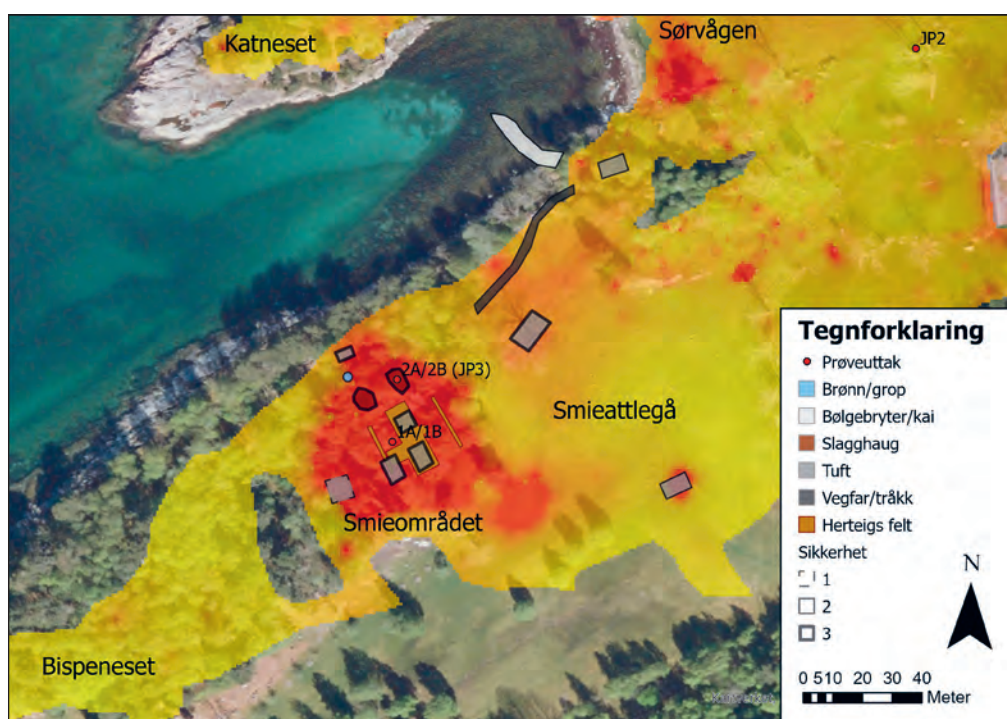 Katneset
Sørvågen
JP2
2A/2B (JP3)
1A/1B
Smieattlegå
Smieområdet
Bispeneset
Tegnforklaring
Prøveuttak
Brønn/grop
Bølgebryter/kai
Slagghaug
Tuft
Vegfar/tråkk
Herteigs felt
Sikkerhet
1
2
3
N
0 5 10 20 30 40
Meter